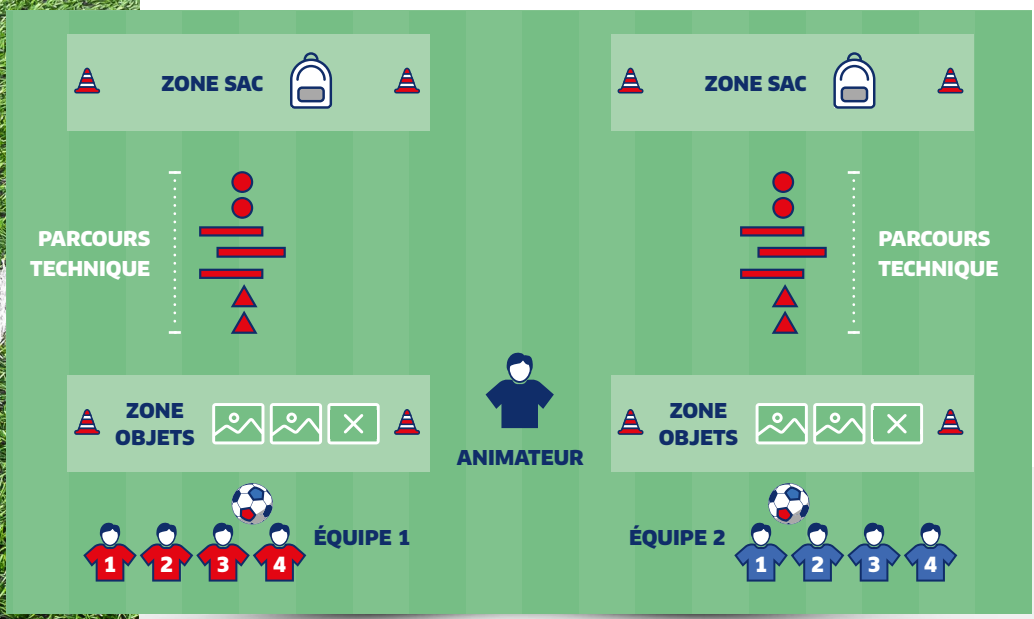 ZONE SAC
ZONE SAC
PARCOURS
TECHNIQUE
PARCOURS
TECHNIQUE
ZONE
OBJETS
ZONE
OBJETS
ANIMATEUR
ÉQUIPE 1
ÉQUIPE 2
1 2 3 4
1 2 3 4